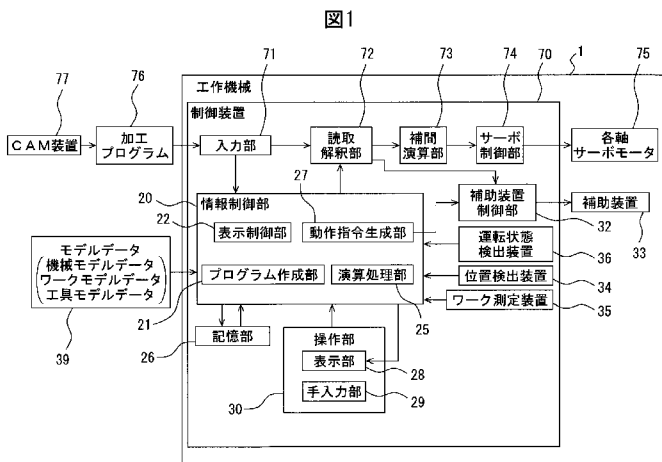 図1
1
77
76
71
72
73
74
70
75
工作機械
制御装置
CAM装置
加工
プログラム
入力部
読取
解釈部
補間
演算部
サーボ
制御部
各軸
サーボモータ
20
情報制御部
27
22
表示制御部
動作指令生成部
補助装置
制御部
32
補助装置
33
モデルデータ
機械モデルデータ
ワークモデルデータ
工具モデルデータ
39
運転状態
検出装置
36
プログラム作成部
演算処理部
位置検出装置
34
21
25
ワーク測定装置
35
26
記憶部
操作部
表示部
28
30
手入力部
29